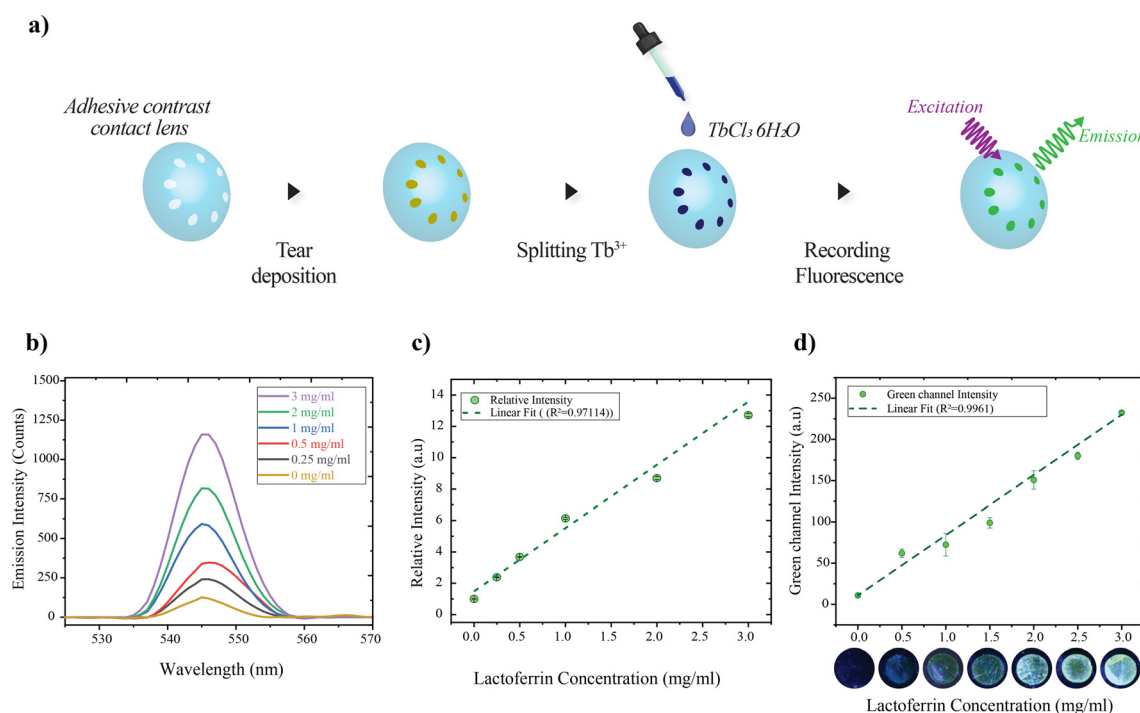 a)
Adhesive contrast
contact lens
TbCl₃ 6H₂O
Excitation
Emission
Tear
deposition
Splitting Tb³⁺
Recording
Fluorescence
b)
1500
1250
1000
750
500
250
0
Emission Intensity (Counts)
3 mg/ml
2 mg/ml
1 mg/ml
0.5 mg/ml
0.25 mg/ml
0 mg/ml
530 540 550 560 570
Wavelength (nm)
c)
14
12
10
8
6
4
2
0
Relative Intensity (a.u)
Relative Intensity
Linear Fit ( (R²=0.97114))
0.0 0.5 1.0 1.5 2.0 2.5 3.0
Lactoferrin Concentration (mg/ml)
d)
250
200
150
100
50
0
Green channel Intensity (a.u)
Green channel Intensity
Linear Fit (R²=0.9961)
0.0 0.5 1.0 1.5 2.0 2.5 3.0
Lactoferrin Concentration (mg/ml)